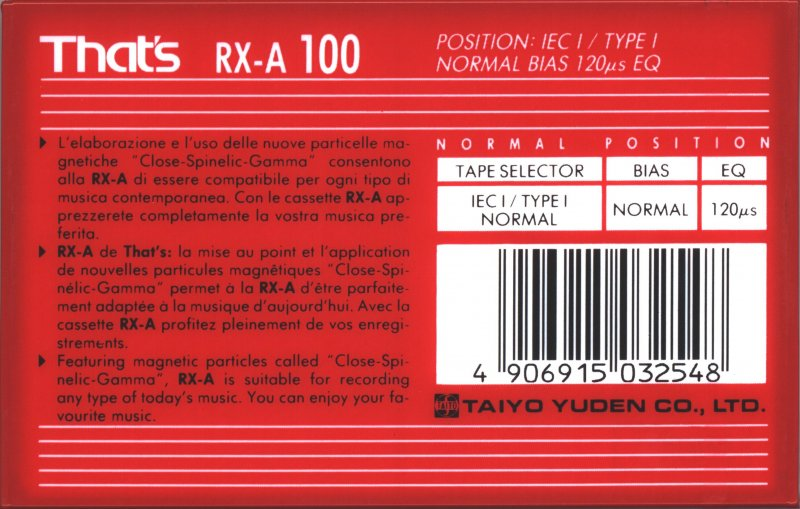 That's RX-A 100
POSITION: IEC I / TYPE I
NORMAL BIAS 120µs EQ
L'elaborazione e l'uso delle nuove particelle ma-
gnetiche "Close-Spinelic-Gamma" consentono
alla RX-A di essere compatibile per ogni tipo di
musica contemporanea. Con le cassette RX-A ap-
prezzerete completamente la vostra musica pre-
ferita.
RX-A de That's: la mise au point et l'application
de nouvelles particules magnétiques "Close-Spi-
nélic-Gamma" permet à la RX-A d'être parfaite-
ment adaptée à la musique d'aujourd'hui. Avec la
cassette RX-A profitez pleinement de vos enregi-
strements.
Featuring magnetic particles called "Close-Spi-
nelic-Gamma", RX-A is suitable for recording
any type of today's music. You can enjoy your fa-
vourite music.
NORMAL POSITION
TAPE SELECTOR BIAS EQ
IEC I / TYPE I NORMAL NORMAL 120µs
4 906915 032548
TAIYO YUDEN CO., LTD.